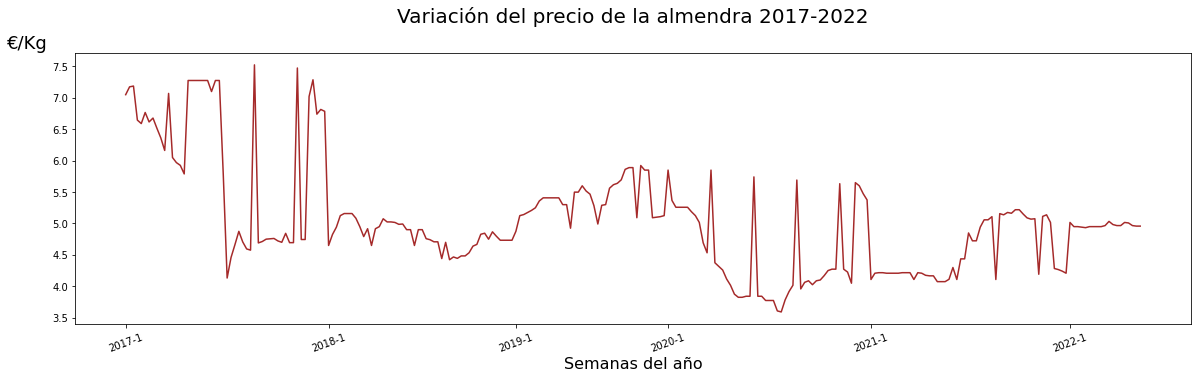 Variación del precio de la almendra 2017-2022
€/Kg
7.5
7.0
6.5
6.0
5.5
5.0
4.5
4.0
3.5
2017-1 2018-1 2019-1 2020-1 2021-1 2022-1
Semanas del año